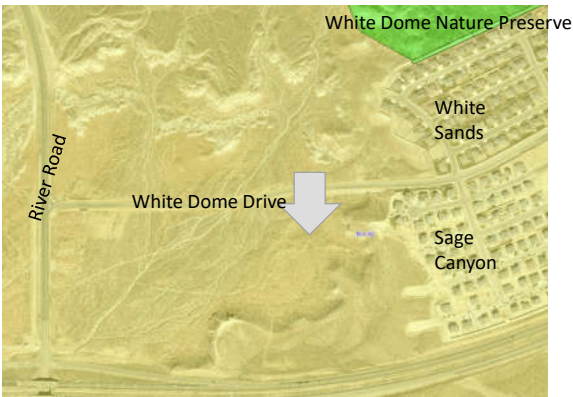 White Dome Nature Preserve
White
Sands
River Road
White Dome Drive
Sage
Canyon